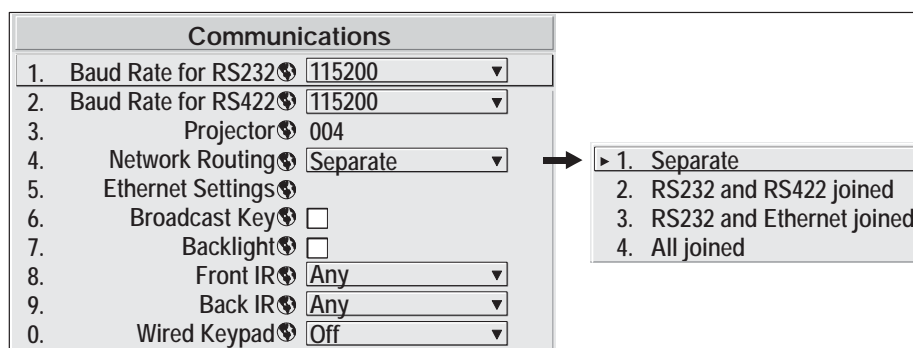 Communications
1. Baud Rate for RS232 115200
2. Baud Rate for RS422 115200
3. Projector 004
4. Network Routing Separate
5. Ethernet Settings
6. Broadcast Key
7. Backlight
8. Front IR Any
9. Back IR Any
0. Wired Keypad Off
1. Separate
2. RS232 and RS422 joined
3. RS232 and Ethernet joined
4. All joined